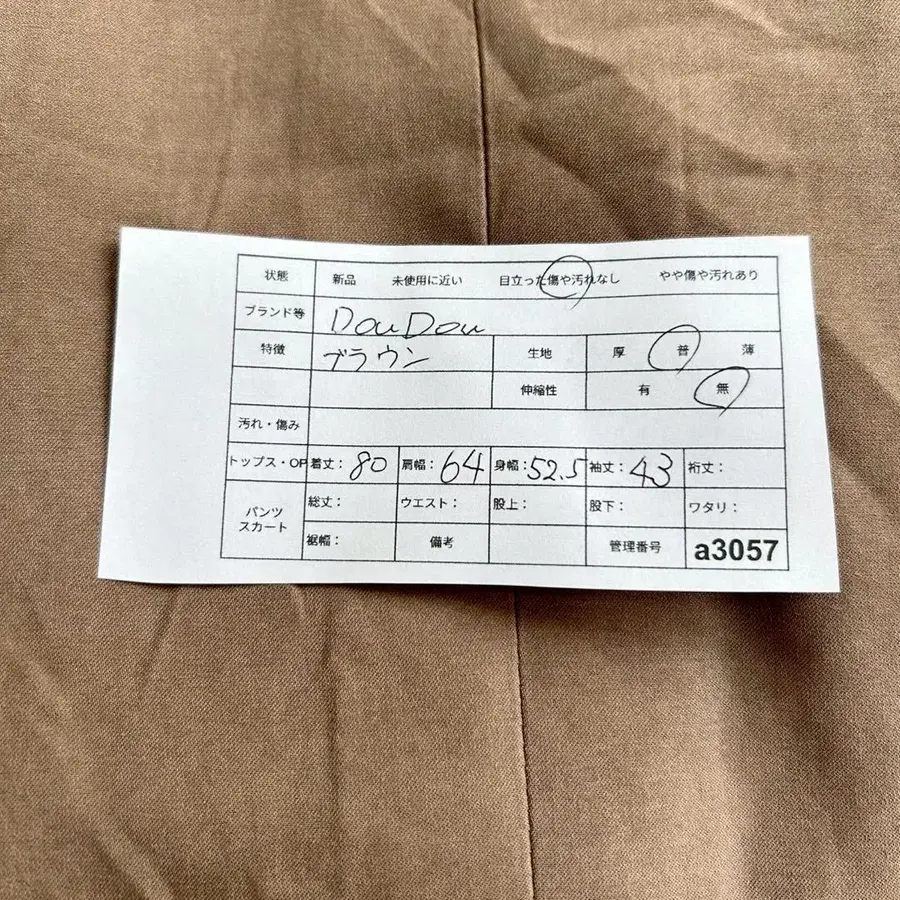 状態 新品 未使用に近い 目立った傷や汚れなし やや傷や汚れあり
ブランド等 DouDou
特徴 ブラウン 生地 厚 普 薄
伸縮性 有 無
汚れ・傷み
トップス・OP 着丈: 80 肩幅: 64 身幅: 52.5 袖丈: 43 裄丈:
パンツ スカート 総丈: ウエスト: 股上: 股下: ワタリ:
裾幅: 備考 管理番号 a3057